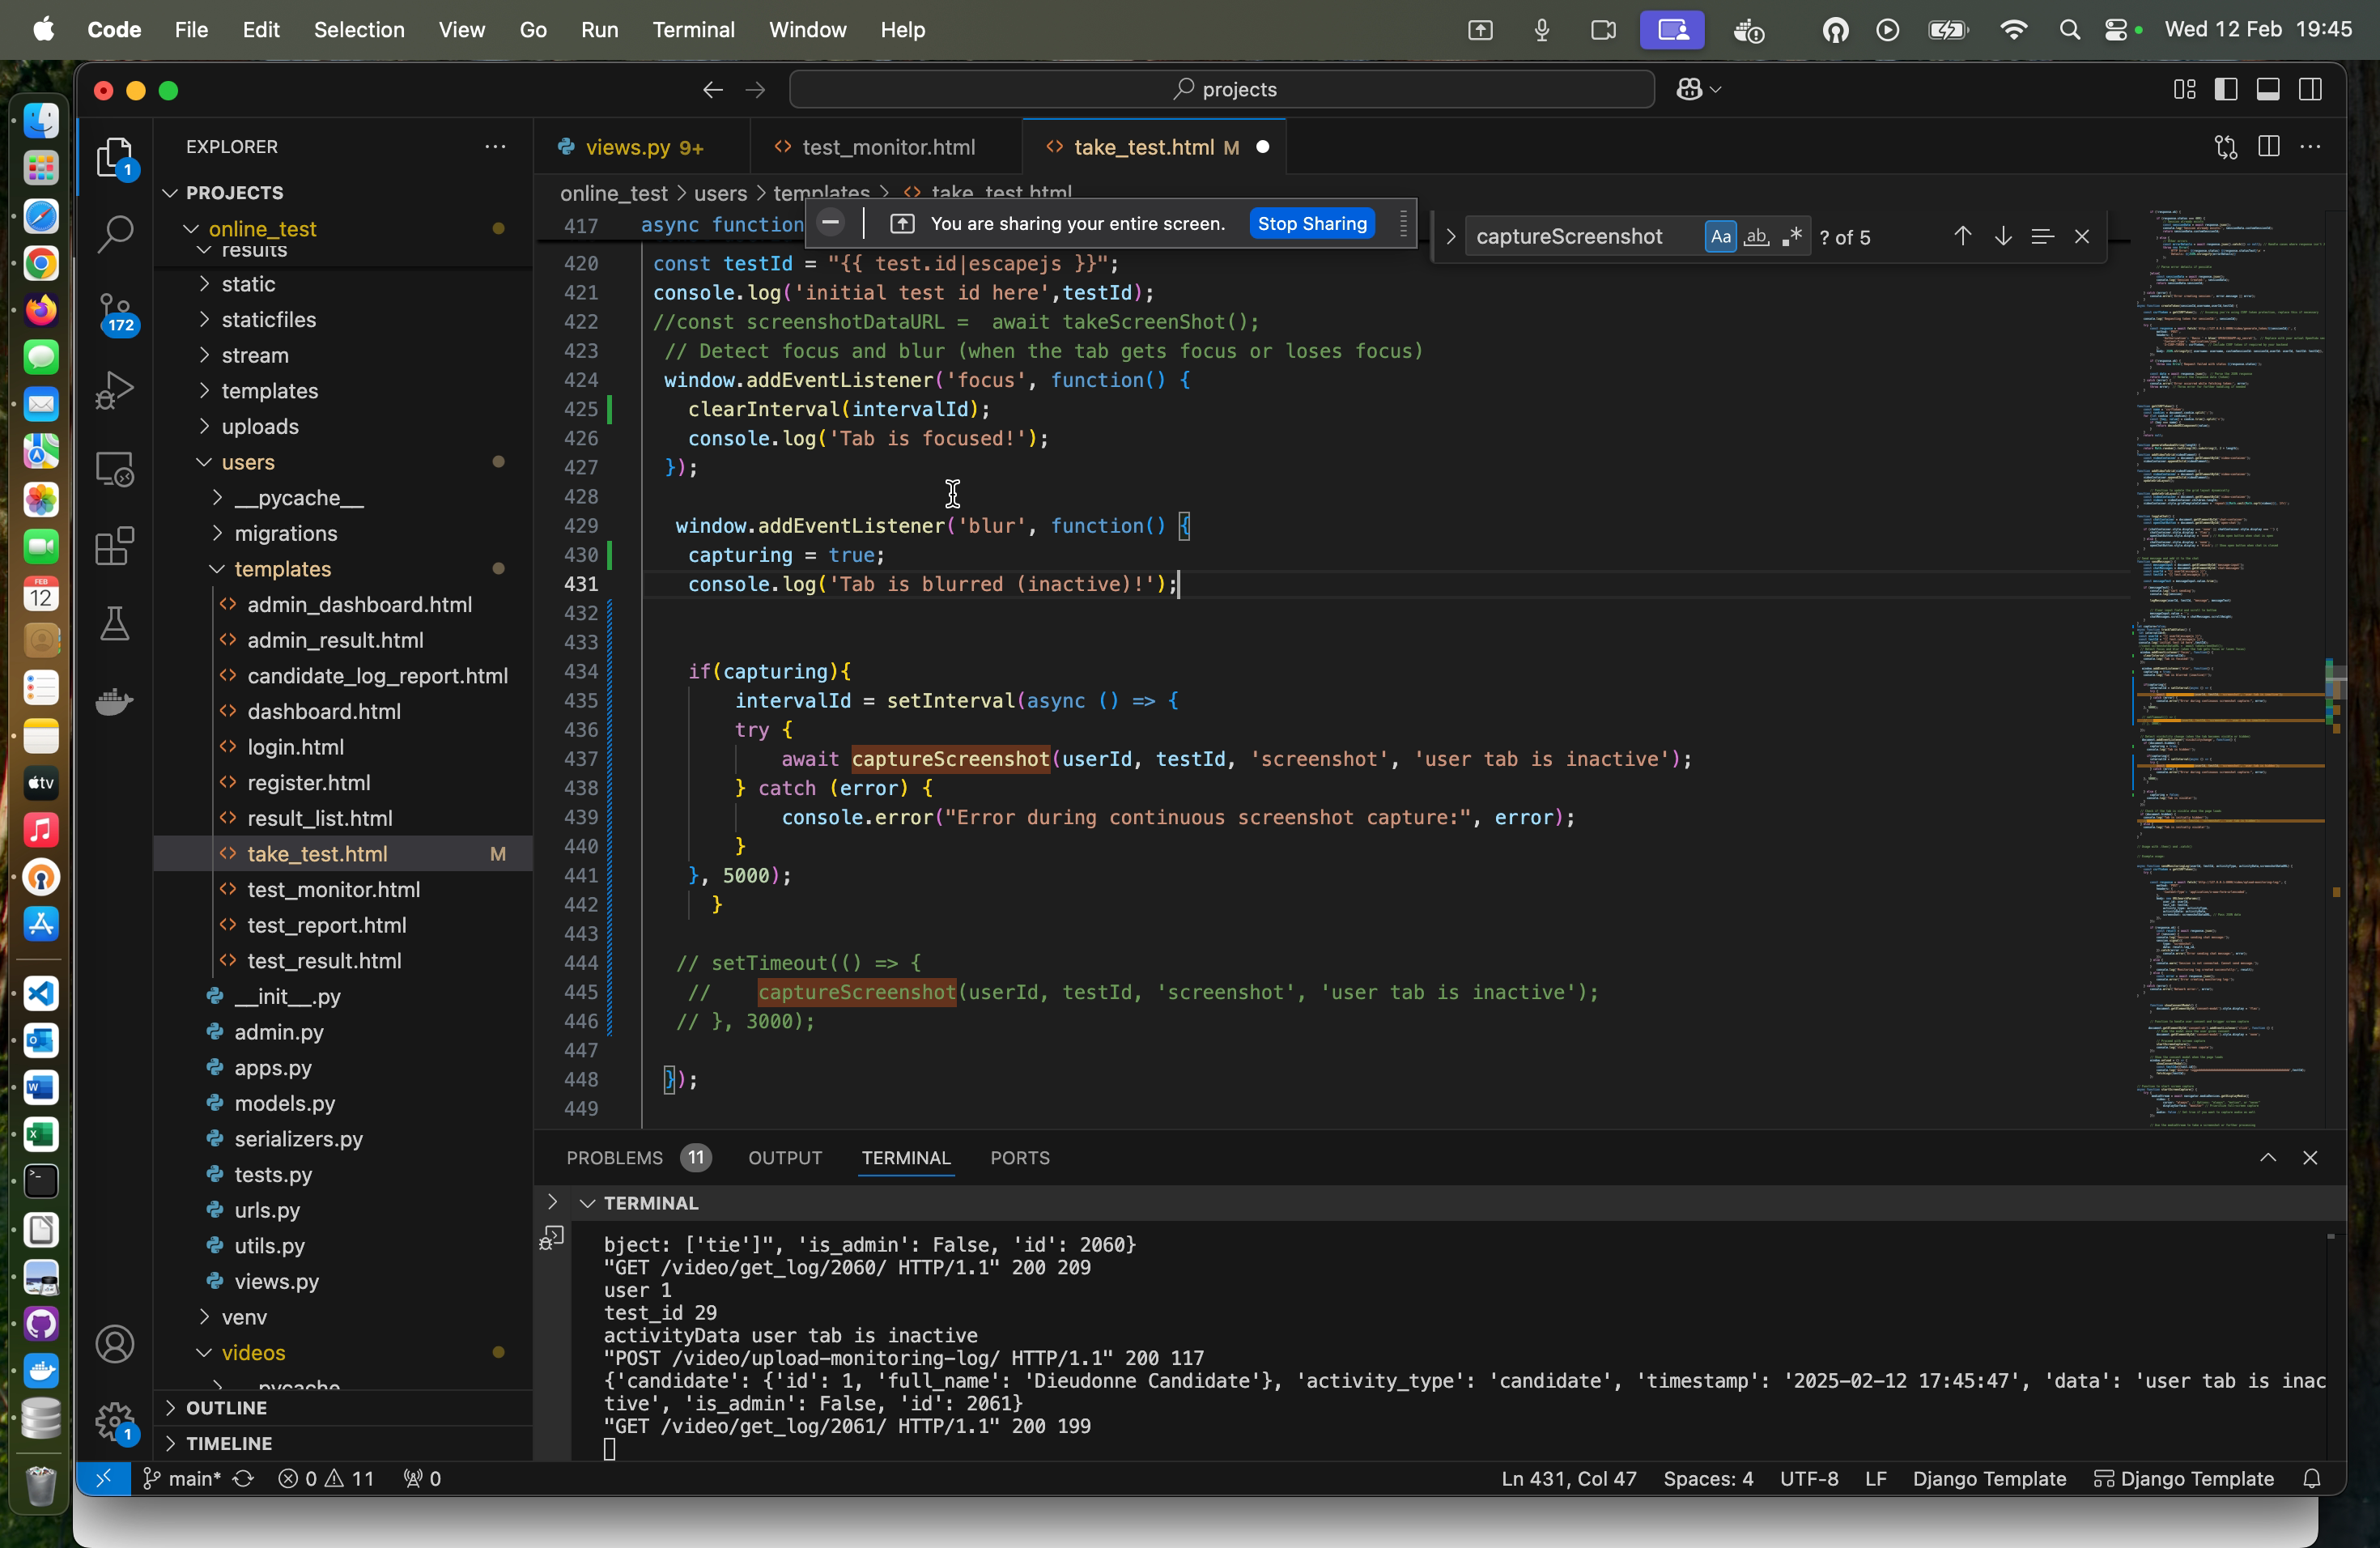 Code File Edit Selection View Go Run Terminal Window Help Wed 12 Feb 19:45
projects
EXPLORER
views.py 9+
test_monitor.html
take_test.html M
PROJECTS
online_test
results
static
staticfiles
stream
templates
uploads
users
__pycache__
migrations
templates
admin_dashboard.html
admin_result.html
candidate_log_report.html
dashboard.html
login.html
register.html
result_list.html
take_test.html M
test_monitor.html
test_report.html
test_result.html
__init__.py
admin.py
apps.py
models.py
serializers.py
tests.py
urls.py
utils.py
views.py
venv
videos
pycache
OUTLINE
TIMELINE
1
172
1
FEB
12
tv
online_test > users > templates > take_test.html
You are sharing your entire screen. Stop Sharing
captureScreenshot Aa ab .* ? of 5
417 async function
420 const testId = "{{ test.id|escapejs }}";
421 console.log('initial test id here',testId);
422 //const screenshotDataURL =  await takeScreenShot();
423 // Detect focus and blur (when the tab gets focus or loses focus)
424 window.addEventListener('focus', function() {
425 clearInterval(intervalId);
426 console.log('Tab is focused!');
427 });
428
429 window.addEventListener('blur', function() {
430 capturing = true;
431 console.log('Tab is blurred (inactive)!');
432
433
434 if(capturing){
435 intervalId = setInterval(async () => {
436 try {
437 await captureScreenshot(userId, testId, 'screenshot', 'user tab is inactive');
438 } catch (error) {
439 console.error("Error during continuous screenshot capture:", error);
440 }
441 }, 5000);
442 }
443
444 // setTimeout(() => {
445 //    captureScreenshot(userId, testId, 'screenshot', 'user tab is inactive');
446 // }, 3000);
447
448 });
449
PROBLEMS 11 OUTPUT TERMINAL PORTS
TERMINAL
bject: ['tie']", 'is_admin': False, 'id': 2060}
"GET /video/get_log/2060/ HTTP/1.1" 200 209
user 1
test_id 29
activityData user tab is inactive
"POST /video/upload-monitoring-log/ HTTP/1.1" 200 117
{'candidate': {'id': 1, 'full_name': 'Dieudonne Candidate'}, 'activity_type': 'candidate', 'timestamp': '2025-02-12 17:45:47', 'data': 'user tab is inac
tive', 'is_admin': False, 'id': 2061}
"GET /video/get_log/2061/ HTTP/1.1" 200 199
main* 0 11 0 Ln 431, Col 47 Spaces: 4 UTF-8 LF Django Template Django Template